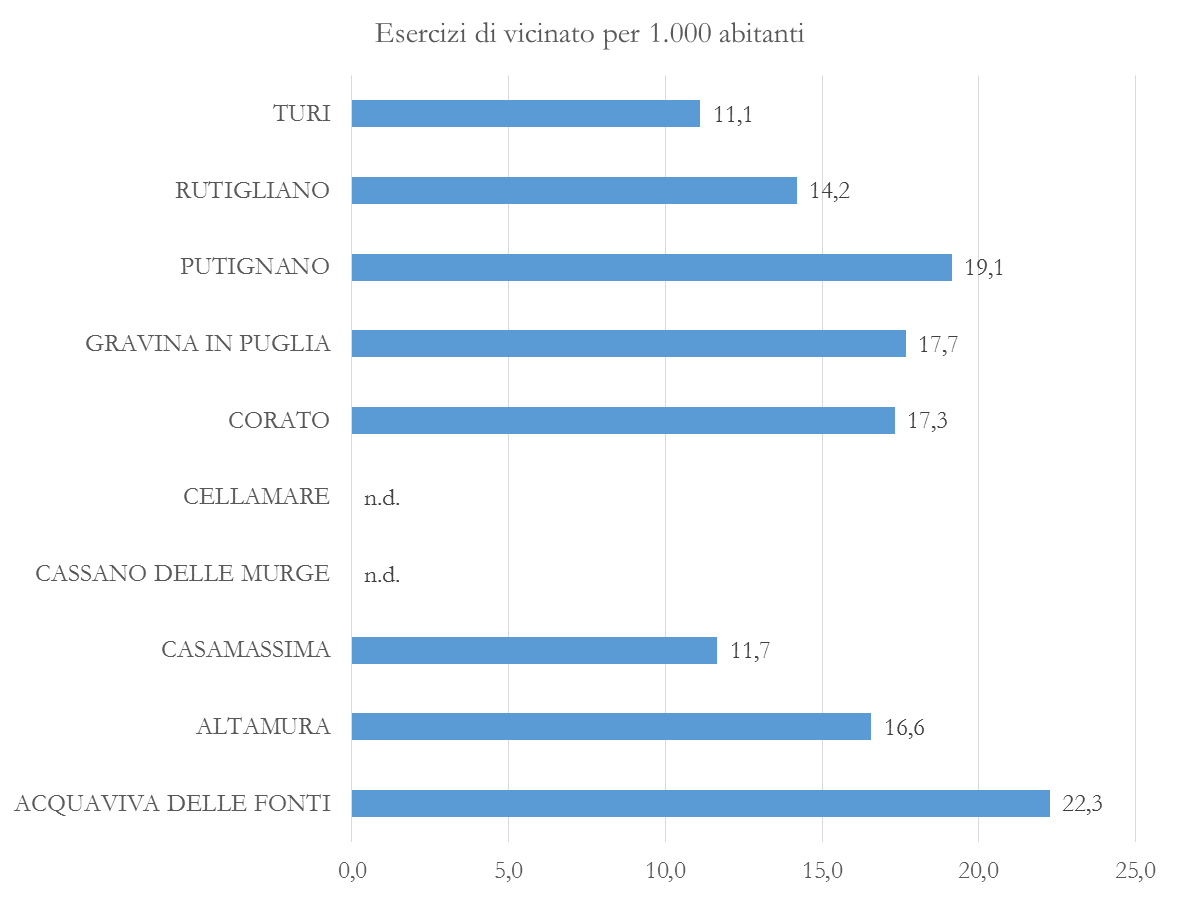 Esercizi di vicinato per 1.000 abitanti
TURI 11,1
RUTIGLIANO 14,2
PUTIGNANO 19,1
GRAVINA IN PUGLIA 17,7
CORATO 17,3
CELLAMARE n.d.
CASSANO DELLE MURGE n.d.
CASAMASSIMA 11,7
ALTAMURA 16,6
ACQUAVIVA DELLE FONTI 22,3
0,0 5,0 10,0 15,0 20,0 25,0